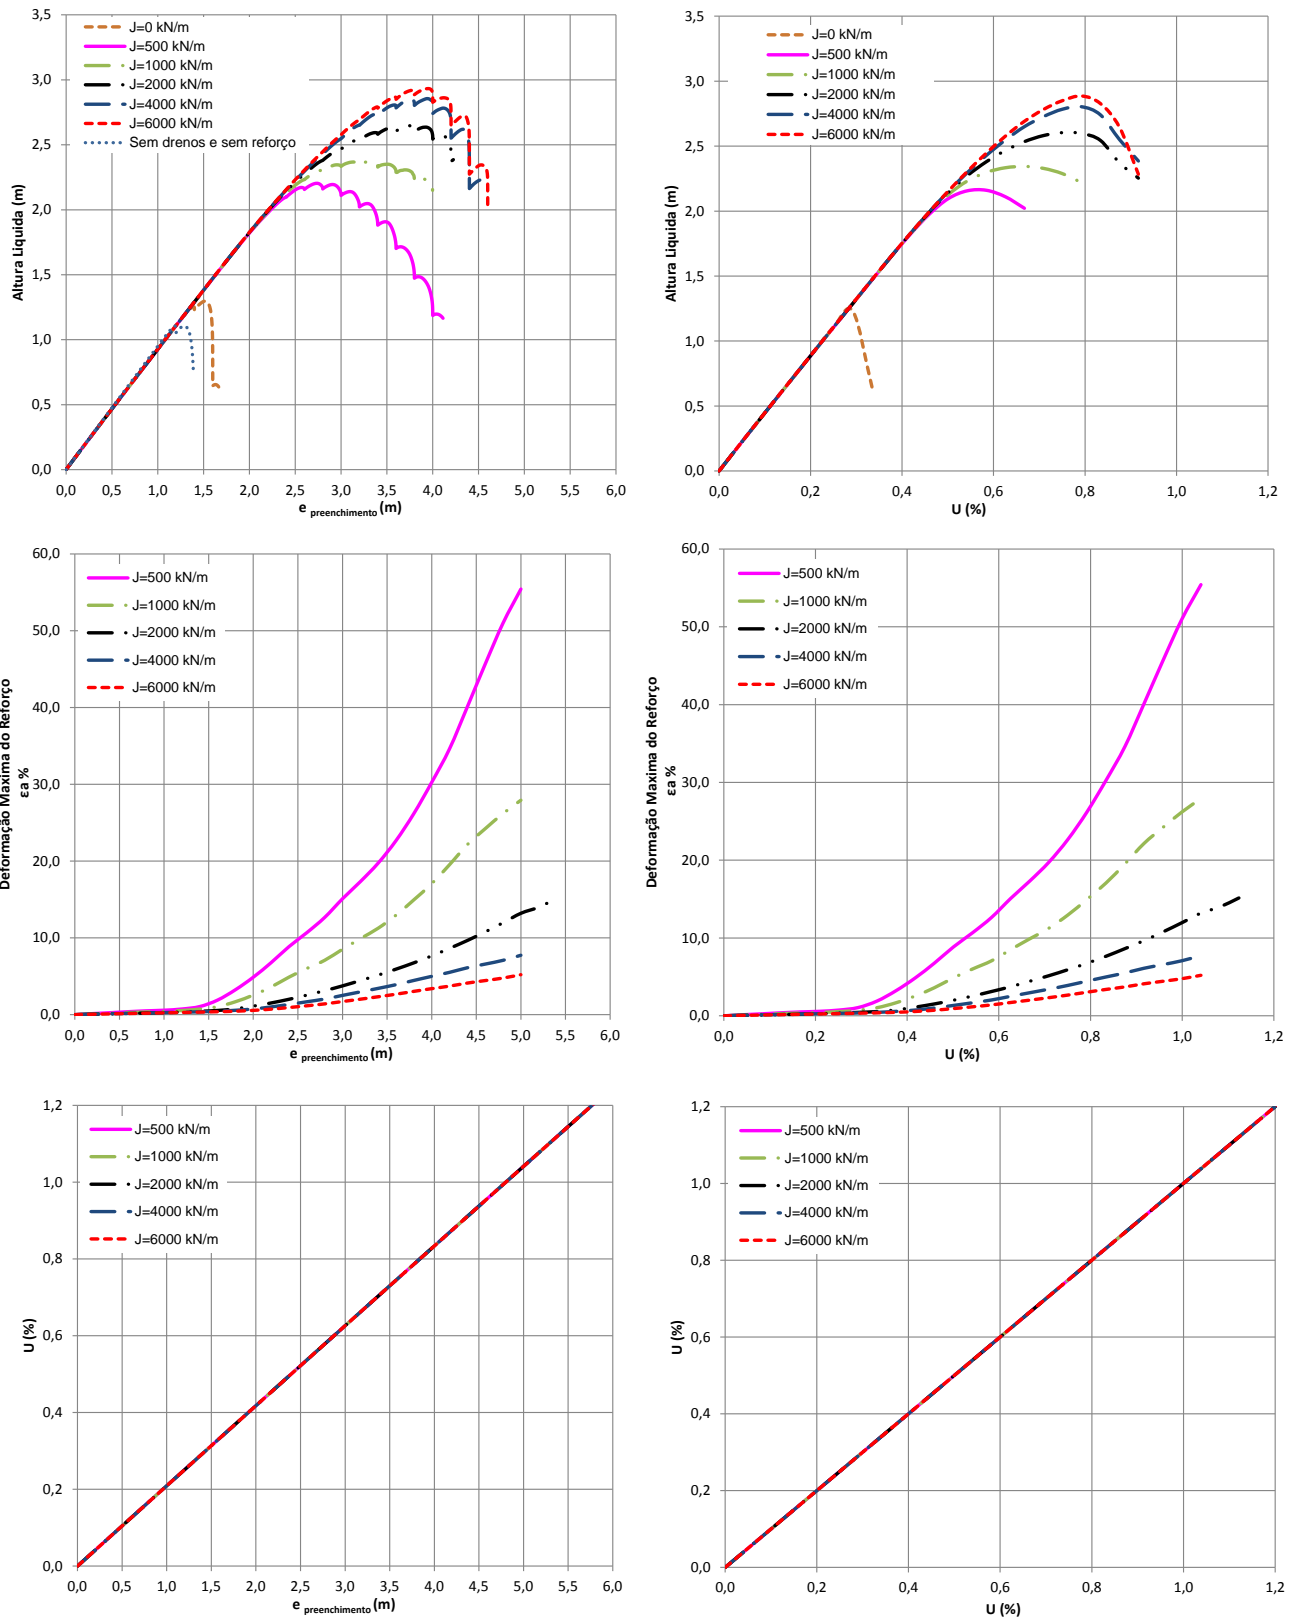 3,5
3,0
2,5
2,0
1,5
1,0
0,5
0,0
Altura Liquida (m)
J=0 kN/m
J=500 kN/m
J=1000 kN/m
J=2000 kN/m
J=4000 kN/m
J=6000 kN/m
Sem drenos e sem reforço
0,0 0,5 1,0 1,5 2,0 2,5 3,0 3,5 4,0 4,5 5,0 5,5 6,0
e preenchimento (m)
3,5
3,0
2,5
2,0
1,5
1,0
0,5
0,0
Altura Liquida (m)
J=0 kN/m
J=500 kN/m
J=1000 kN/m
J=2000 kN/m
J=4000 kN/m
J=6000 kN/m
0,0 0,2 0,4 0,6 0,8 1,0 1,2
U (%)
60,0
50,0
40,0
30,0
20,0
10,0
0,0
Deformação Maxima do Reforço
εa %
J=500 kN/m
J=1000 kN/m
J=2000 kN/m
J=4000 kN/m
J=6000 kN/m
0,0 0,5 1,0 1,5 2,0 2,5 3,0 3,5 4,0 4,5 5,0 5,5 6,0
e preenchimento (m)
60,0
50,0
40,0
30,0
20,0
10,0
0,0
Deformação Maxima do Reforço
εa %
J=500 kN/m
J=1000 kN/m
J=2000 kN/m
J=4000 kN/m
J=6000 kN/m
0,0 0,2 0,4 0,6 0,8 1,0 1,2
U (%)
1,2
1,0
0,8
0,6
0,4
0,2
0,0
U (%)
J=500 kN/m
J=1000 kN/m
J=2000 kN/m
J=4000 kN/m
J=6000 kN/m
0,0 0,5 1,0 1,5 2,0 2,5 3,0 3,5 4,0 4,5 5,0 5,5 6,0
e preenchimento (m)
1,2
1,0
0,8
0,6
0,4
0,2
0,0
U (%)
J=500 kN/m
J=1000 kN/m
J=2000 kN/m
J=4000 kN/m
J=6000 kN/m
0,0 0,2 0,4 0,6 0,8 1,0 1,2
U (%)